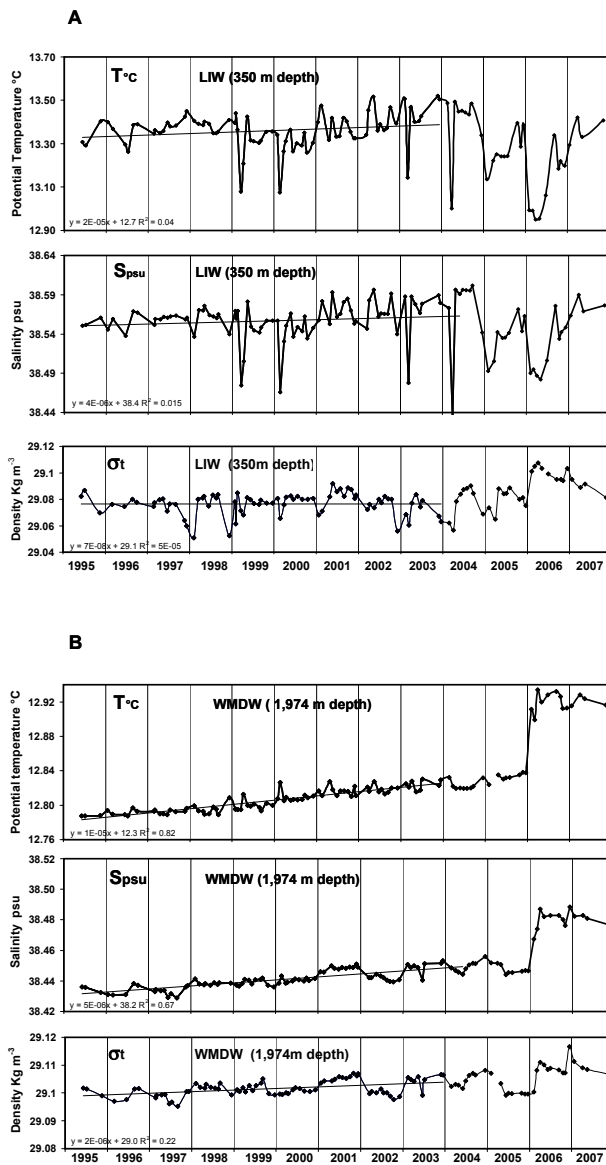 A
T°C LIW (350 m depth)
Potential Temperature °C
13.70
13.50
13.30
13.10
12.90
y = 2E-05x + 12.7 R² = 0.04
Spsu LIW (350 m depth)
Salinity psu
38.64
38.59
38.54
38.49
38.44
y = 4E-06x + 38.4 R² = 0.015
σt LIW (350m depth)
Density Kg m⁻³
29.12
29.1
29.08
29.06
29.04
y = 7E-08x + 29.1 R² = 5E-05
1995 1996 1997 1998 1999 2000 2001 2002 2003 2004 2005 2006 2007
B
T°C WMDW ( 1,974 m depth)
Potential temperature °C
12.92
12.88
12.84
12.80
12.76
y = 1E-05x + 12.3 R² = 0.82
Spsu WMDW (1,974 m depth)
Salinity psu
38.52
38.50
38.48
38.46
38.44
38.42
y = 5E-06x + 38.2 R² = 0.67
σt WMDW (1,974m depth)
Density Kg m⁻³
29.12
29.11
29.10
29.09
29.08
y = 2E-06x + 29.0 R² = 0.22
1995 1996 1997 1998 1999 2000 2001 2002 2003 2004 2005 2006 2007